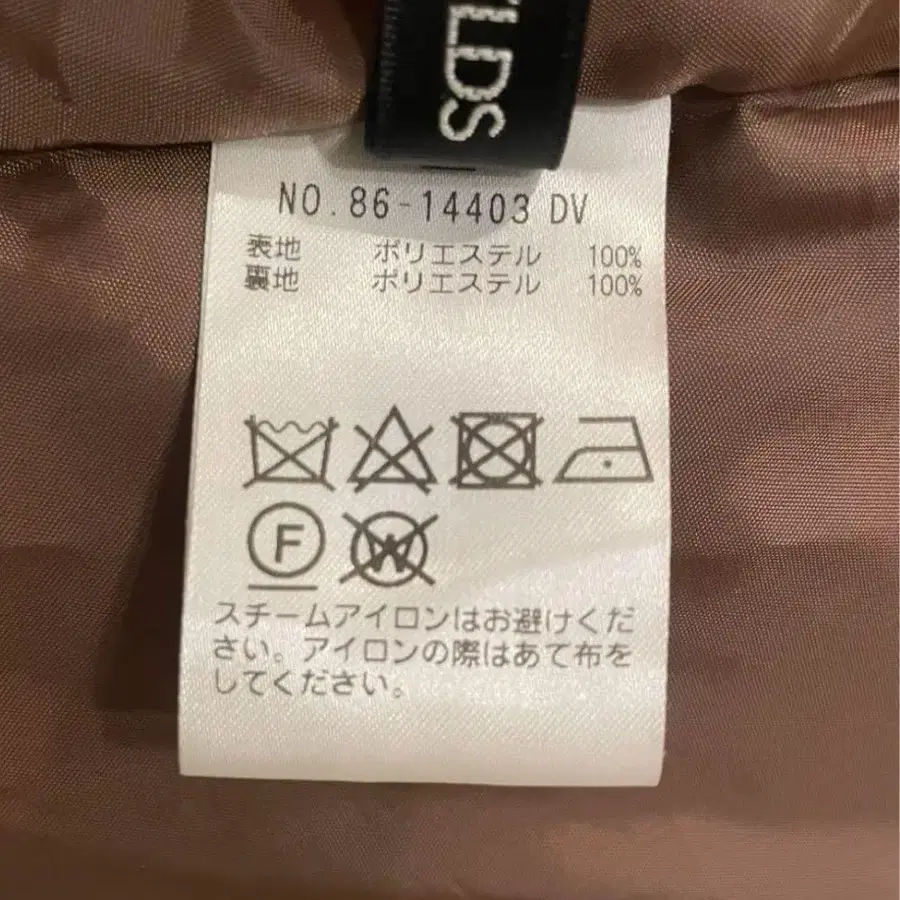 LDS
NO.86-14403 DV
表地 ポリエステル 100%
裏地 ポリエステル 100%
F
W
スチームアイロンはお避けくだ
さい。アイロンの際はあて布を
してください。